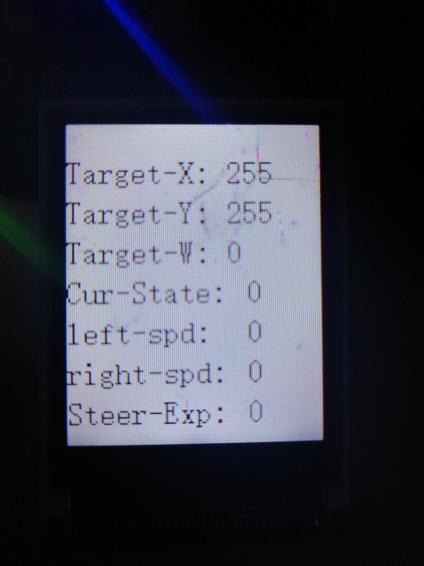 Target-X: 255
Target-Y: 255
Target-W: 0
Cur-State: 0
left-spd: 0
right-spd: 0
Steer-Exp: 0